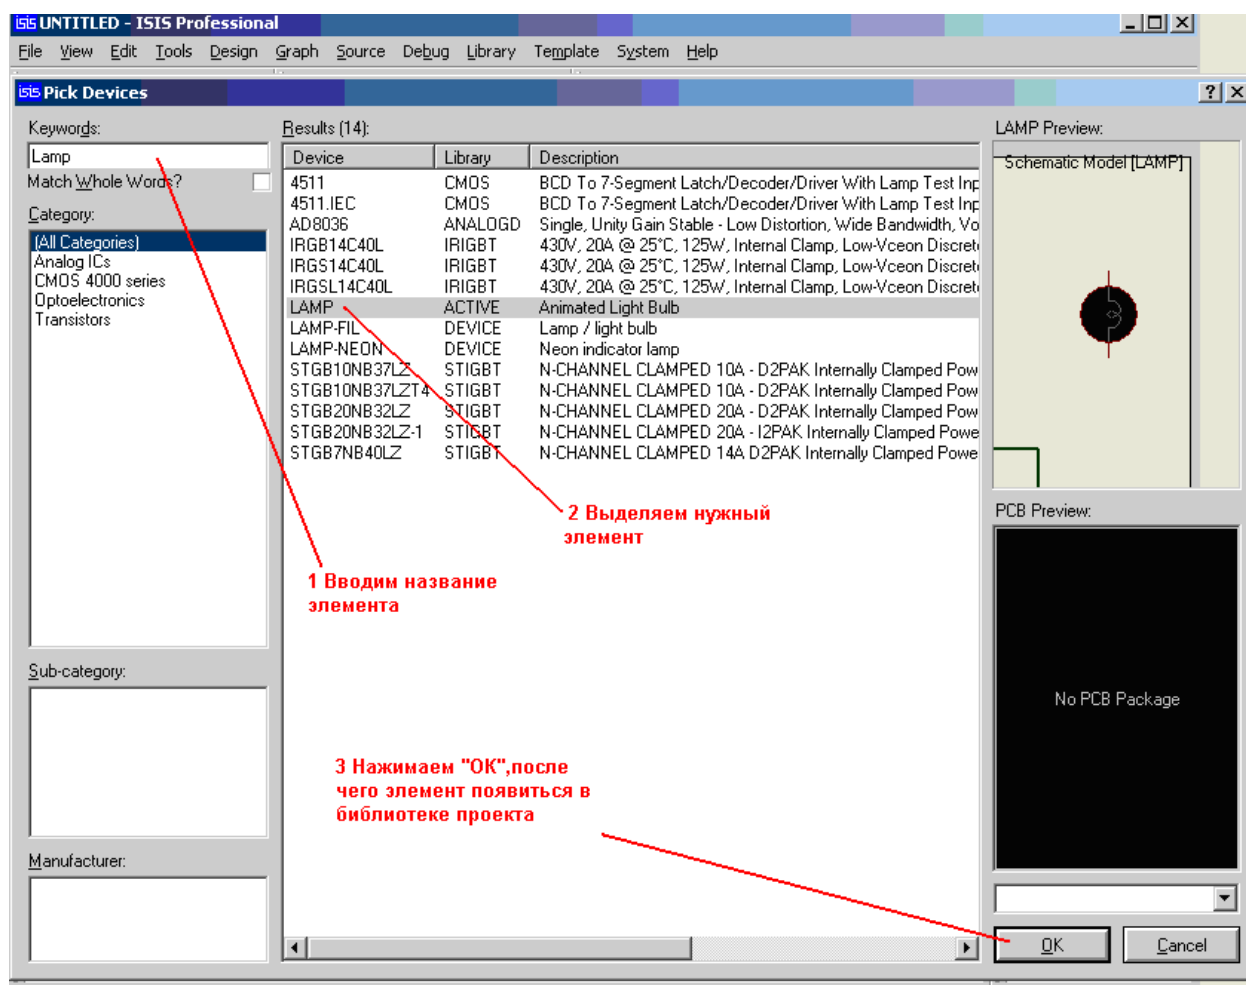 isis UNTITLED - ISIS Professional
File View Edit Tools Design Graph Source Debug Library Template System Help
isis Pick Devices
Keywords:
Lamp
Match Whole Words?
Category:
(All Categories)
Analog ICs
CMOS 4000 series
Optoelectronics
Transistors
Sub-category:
Manufacturer:
Results (14):
Device Library Description
4511 CMOS BCD To 7-Segment Latch/Decoder/Driver With Lamp Test Inp
4511.IEC CMOS BCD To 7-Segment Latch/Decoder/Driver With Lamp Test Inp
AD8036 ANALOGD Single, Unity Gain Stable - Low Distortion, Wide Bandwidth, Vo
IRGB14C40L IRIGBT 430V, 20A @ 25°C, 125W, Internal Clamp, Low-Vceon Discret
IRGS14C40L IRIGBT 430V, 20A @ 25°C, 125W, Internal Clamp, Low-Vceon Discret
IRGSL14C40L IRIGBT 430V, 20A @ 25°C, 125W, Internal Clamp, Low-Vceon Discret
LAMP ACTIVE Animated Light Bulb
LAMP-FIL DEVICE Lamp / light bulb
LAMP-NEON DEVICE Neon indicator lamp
STGB10NB37LZ STIGBT N-CHANNEL CLAMPED 10A - D2PAK Internally Clamped Pow
STGB10NB37LZT4 STIGBT N-CHANNEL CLAMPED 10A - D2PAK Internally Clamped Pow
STGB20NB32LZ STIGBT N-CHANNEL CLAMPED 20A - D2PAK Internally Clamped Pow
STGB20NB32LZ-1 STIGBT N-CHANNEL CLAMPED 20A - I2PAK Internally Clamped Powe
STGB7NB40LZ STIGBT N-CHANNEL CLAMPED 14A D2PAK Internally Clamped Powe
2 Выделяем нужный
элемент
1 Вводим название
элемента
3 Нажимаем "ОК",после
чего элемент появиться в
библиотеке проекта
LAMP Preview:
Schematic Model [LAMP]
PCB Preview:
No PCB Package
OK Cancel